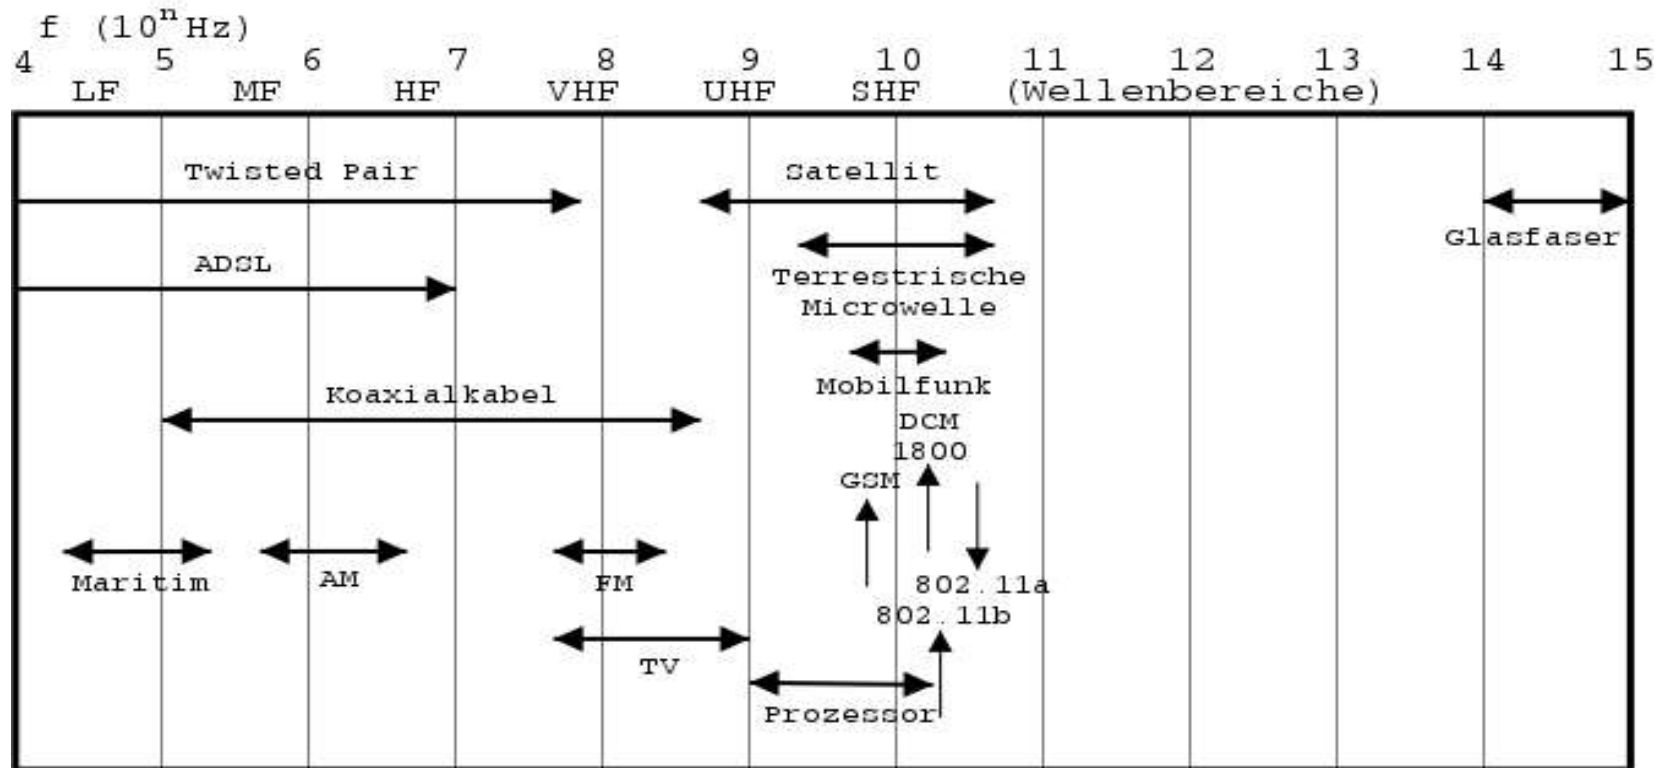 f (10ⁿHz)
4 5 6 7 8 9 10 11 12 13 14 15
LF MF HF VHF UHF SHF (Wellenbereiche)
Twisted Pair
Satellit
Glasfaser
ADSL
Terrestrische
Microwelle
Mobilfunk
Koaxialkabel
DCM
1800
GSM
Maritim
AM
FM
802.11a
802.11b
TV
Prozessor